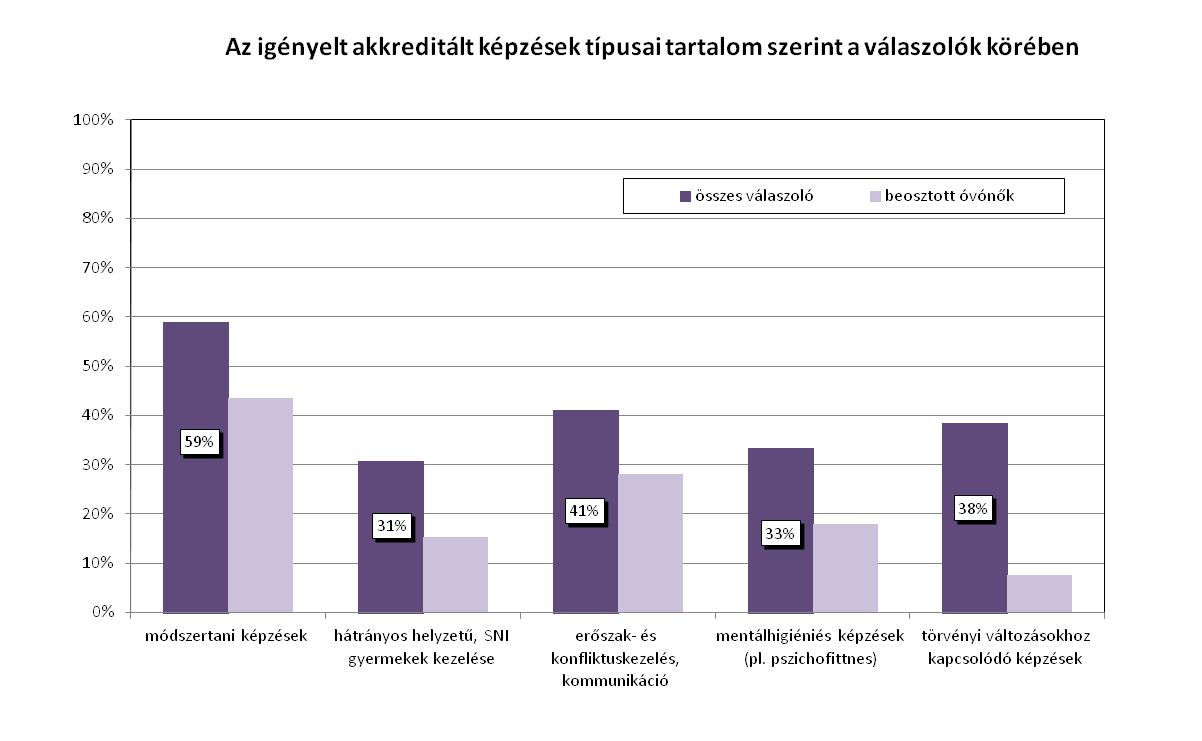 Az igényelt akkreditált képzések típusai tartalom szerint a válaszolók körében
100%
90%
80%
70%
60%
50%
40%
30%
20%
10%
0%
összes válaszoló
beosztott óvónők
59%
31%
41%
33%
38%
módszertani képzések
hátrányos helyzetű, SNI
gyermekek kezelése
erőszak- és
konfliktuskezelés,
kommunikáció
mentálhigiéniés képzések
(pl. pszichofittnes)
törvényi változásokhoz
kapcsolódó képzések